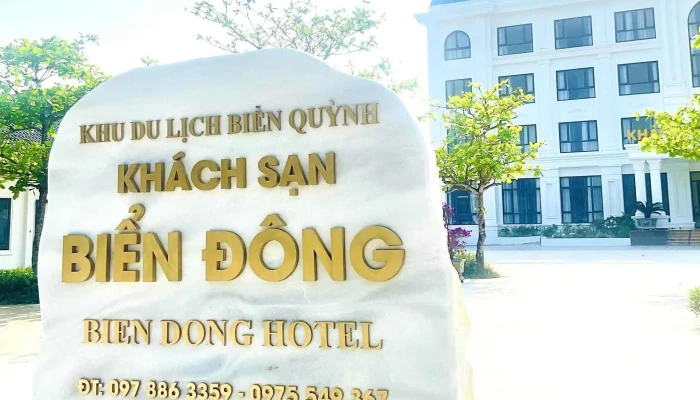 KHU DU LỊCH BIỂN QUỲNH
KHÁCH SẠN
BIỂN ĐÔNG
BIEN DONG HOTEL
ĐT: 097 886 3359 - 0975 549 367